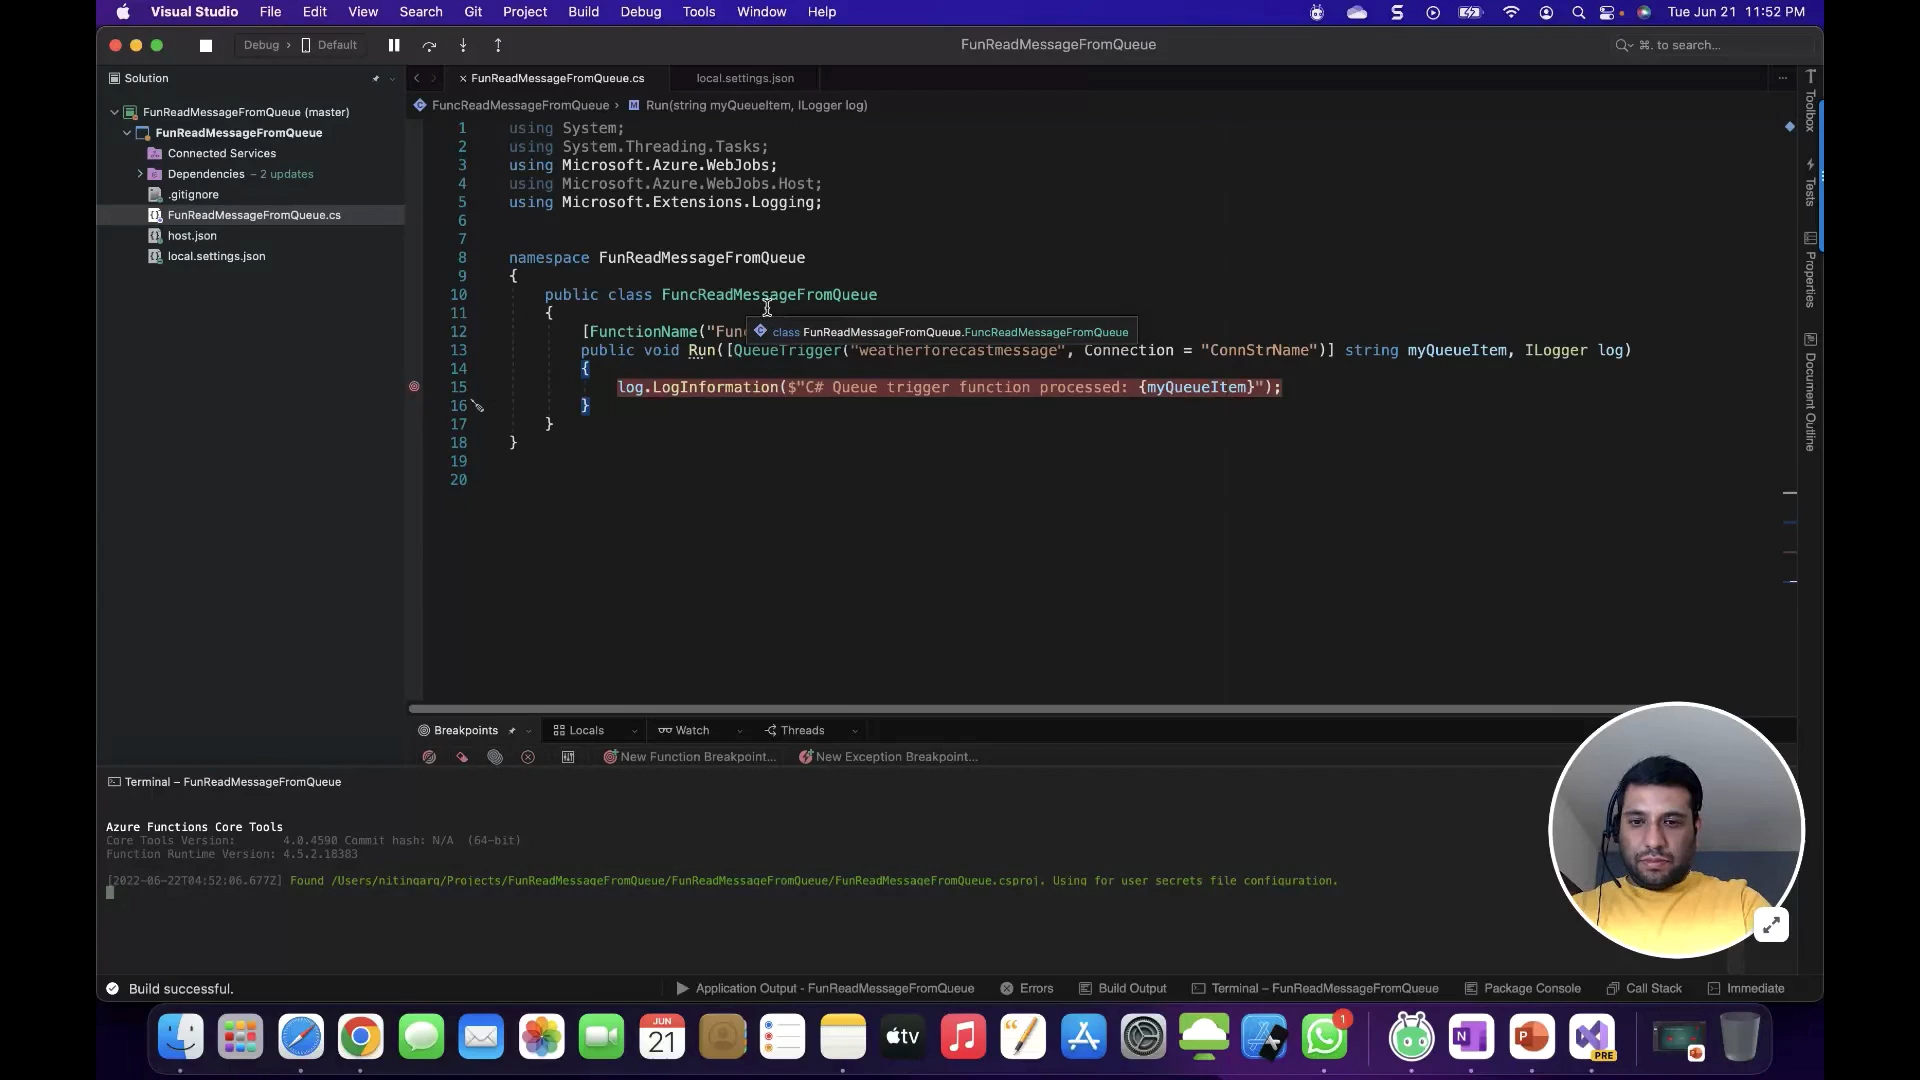 Visual Studio File Edit View Search Git Project Build Debug Tools Window Help
Tue Jun 21 11:52 PM
Debug › Default
FunReadMessageFromQueue
⌘. to search...
Solution
× FunReadMessageFromQueue.cs
local.settings.json
FuncReadMessageFromQueue › M Run(string myQueueItem, ILogger log)
FunReadMessageFromQueue (master)
FunReadMessageFromQueue
Connected Services
Dependencies – 2 updates
.gitignore
FunReadMessageFromQueue.cs
host.json
local.settings.json
1 using System;
2 using System.Threading.Tasks;
3 using Microsoft.Azure.WebJobs;
4 using Microsoft.Azure.WebJobs.Host;
5 using Microsoft.Extensions.Logging;
6
7
8 namespace FunReadMessageFromQueue
9 {
10 public class FuncReadMessageFromQueue
11 {
12 [FunctionName("Fun
class FunReadMessageFromQueue.FuncReadMessageFromQueue
13 public void Run([QueueTrigger("weatherforecastmessage", Connection = "ConnStrName")] string myQueueItem, ILogger log)
14 {
15 log.LogInformation($"C# Queue trigger function processed: {myQueueItem}");
16 }
17 }
18 }
19
20
Toolbox
Tests
Properties
Document Outline
Breakpoints
Locals
Watch
Threads
New Function Breakpoint...
New Exception Breakpoint...
Terminal – FunReadMessageFromQueue
Azure Functions Core Tools
Core Tools Version: 4.0.4590 Commit hash: N/A (64-bit)
Function Runtime Version: 4.5.2.18383
[2022-06-22T04:52:06.677Z] Found /Users/nitingarg/Projects/FunReadMessageFromQueue/FunReadMessageFromQueue/FunReadMessageFromQueue.csproj. Using for user secrets file configuration.
Build successful.
Application Output - FunReadMessageFromQueue
Errors
Build Output
Terminal – FunReadMessageFromQueue
Package Console
Call Stack
Immediate
JUN
21
tv
1
N
P
PRE